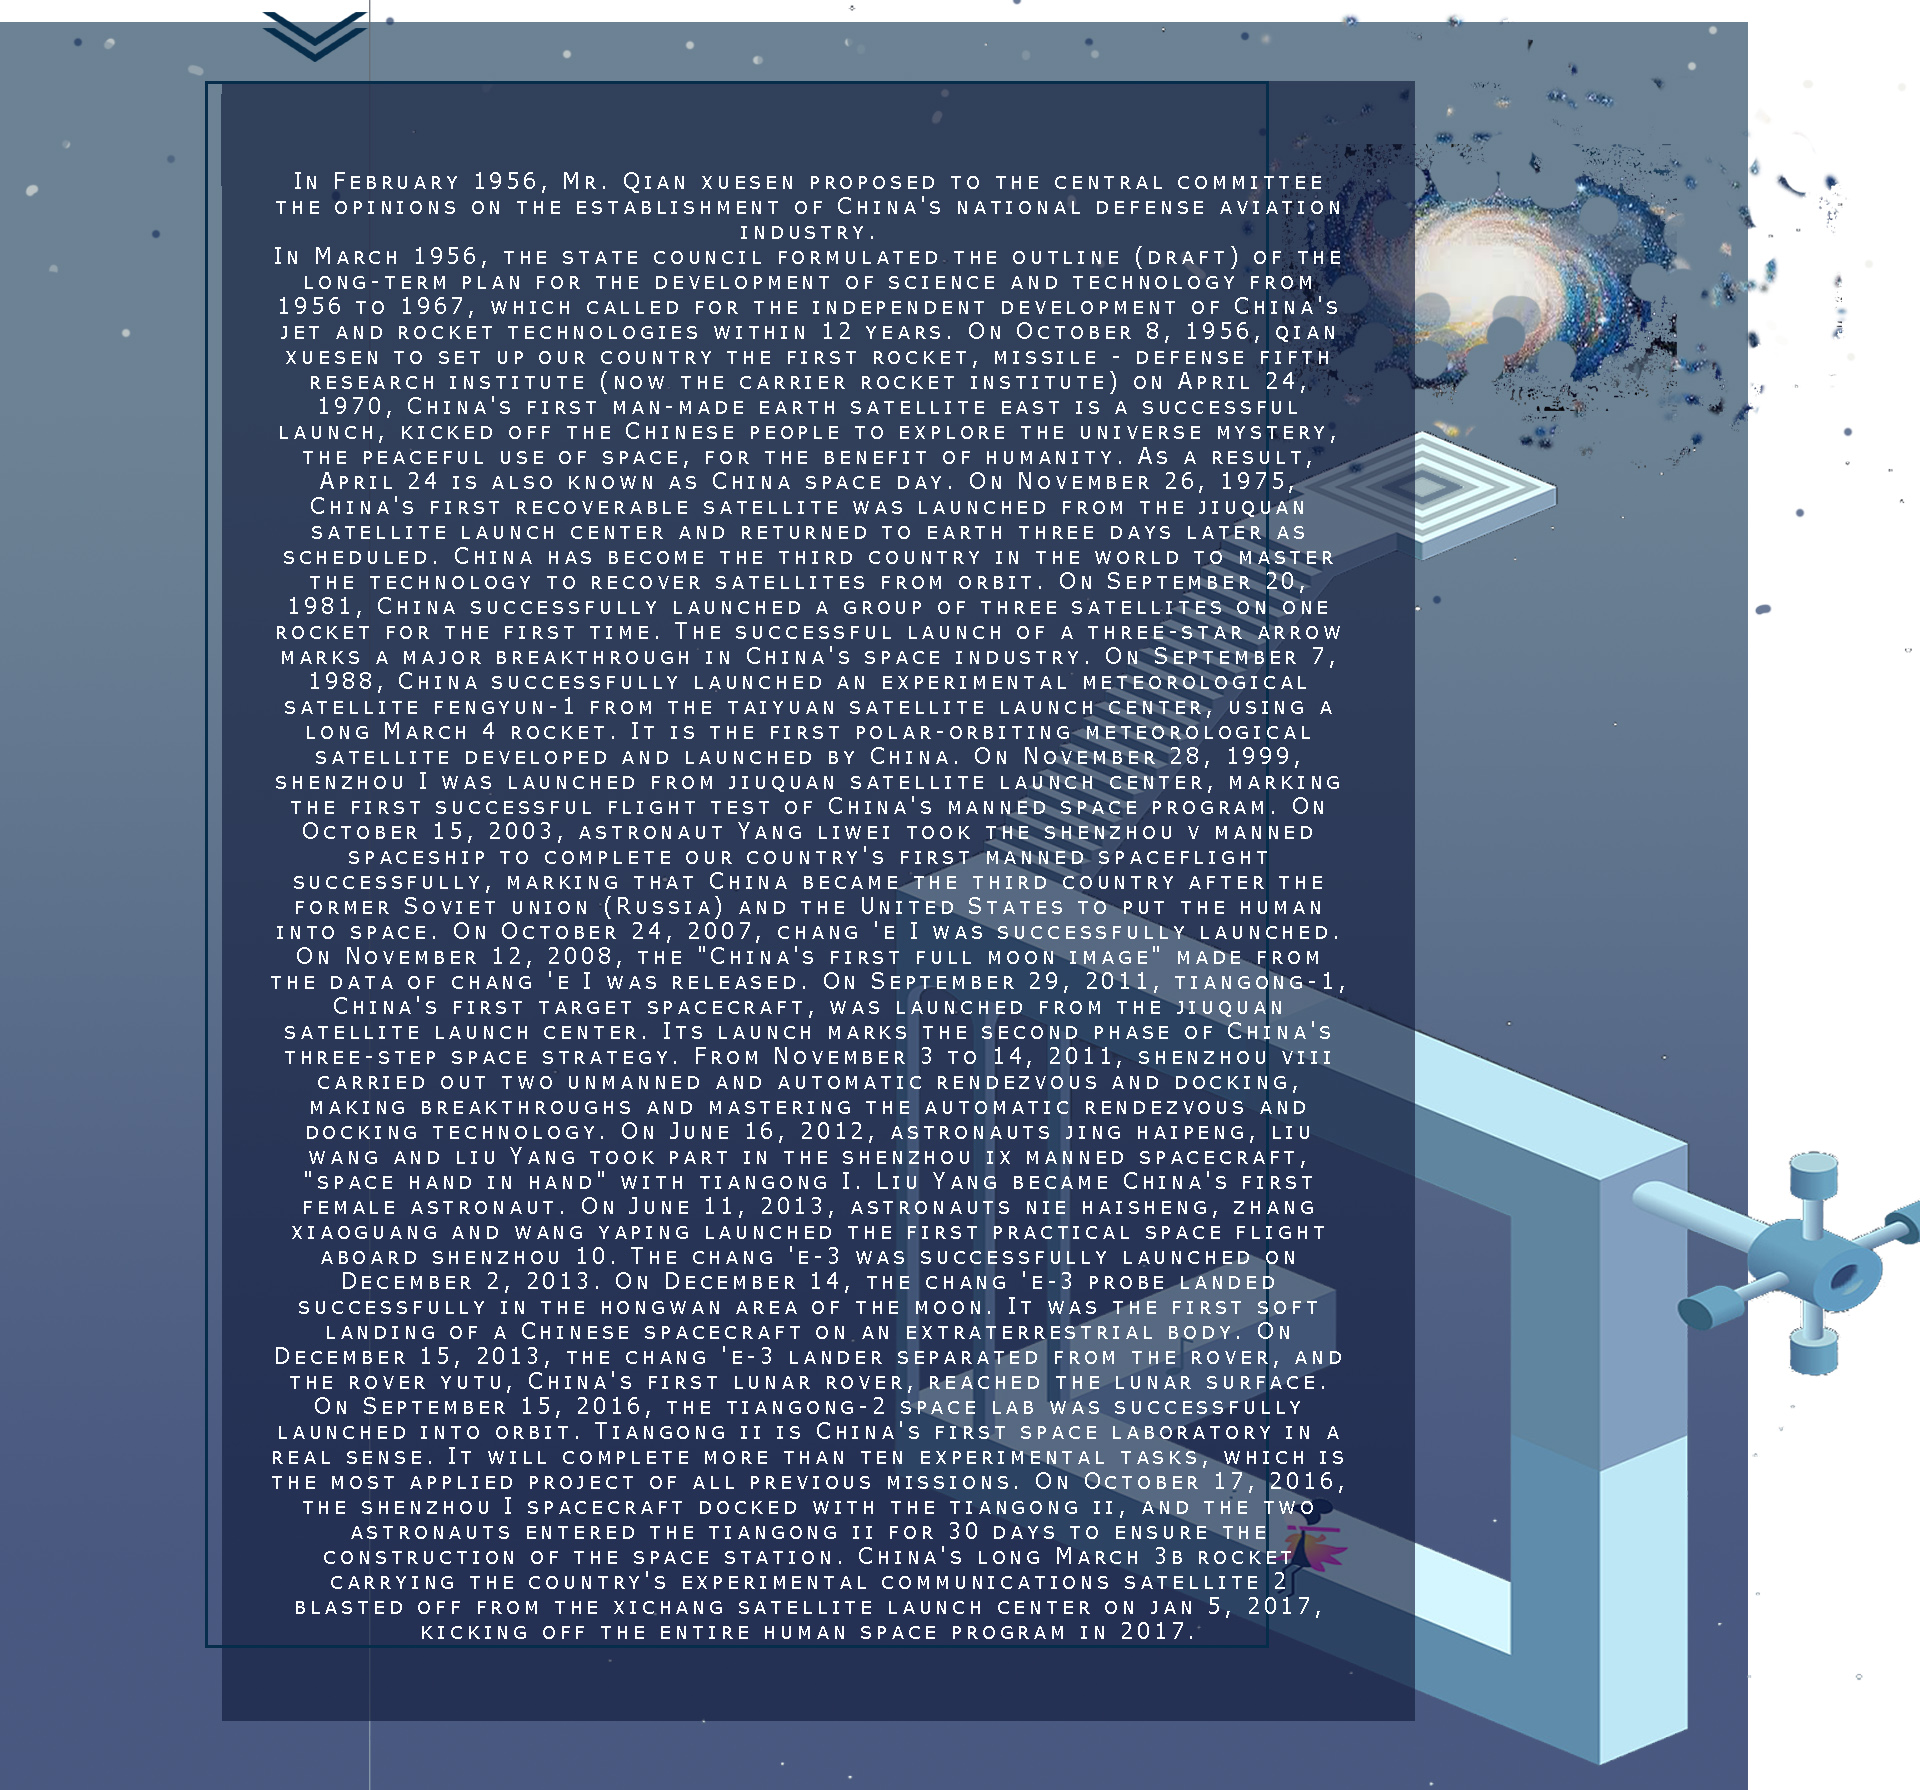 In February 1956, Mr. Qian xuesen proposed to the central committee
the opinions on the establishment of China's national defense aviation
industry.
In March 1956, the state council formulated the outline (draft) of the
long-term plan for the development of science and technology from
1956 to 1967, which called for the independent development of China's
jet and rocket technologies within 12 years. On October 8, 1956, qian
xuesen to set up our country the first rocket, missile - defense fifth
research institute (now the carrier rocket institute) on April 24,
1970, China's first man-made earth satellite east is a successful
launch, kicked off the Chinese people to explore the universe mystery,
the peaceful use of space, for the benefit of humanity. As a result,
April 24 is also known as China space day. On November 26, 1975,
China's first recoverable satellite was launched from the jiuquan
satellite launch center and returned to earth three days later as
scheduled. China has become the third country in the world to master
the technology to recover satellites from orbit. On September 20,
1981, China successfully launched a group of three satellites on one
rocket for the first time. The successful launch of a three-star arrow
marks a major breakthrough in China's space industry. On September 7,
1988, China successfully launched an experimental meteorological
satellite fengyun-1 from the taiyuan satellite launch center, using a
long March 4 rocket. It is the first polar-orbiting meteorological
satellite developed and launched by China. On November 28, 1999,
shenzhou I was launched from jiuquan satellite launch center, marking
the first successful flight test of China's manned space program. On
October 15, 2003, astronaut Yang liwei took the shenzhou v manned
spaceship to complete our country's first manned spaceflight
successfully, marking that China became the third country after the
former Soviet union (Russia) and the United States to put the human
into space. On October 24, 2007, chang 'e I was successfully launched.
On November 12, 2008, the "China's first full moon image" made from
the data of chang 'e I was released. On September 29, 2011, tiangong-1,
China's first target spacecraft, was launched from the jiuquan
satellite launch center. Its launch marks the second phase of China's
three-step space strategy. From November 3 to 14, 2011, shenzhou viii
carried out two unmanned and automatic rendezvous and docking,
making breakthroughs and mastering the automatic rendezvous and
docking technology. On June 16, 2012, astronauts jing haipeng, liu
wang and liu Yang took part in the shenzhou ix manned spacecraft,
"space hand in hand" with tiangong I. Liu Yang became China's first
female astronaut. On June 11, 2013, astronauts nie haisheng, zhang
xiaoguang and wang yaping launched the first practical space flight
aboard shenzhou 10. The chang 'e-3 was successfully launched on
December 2, 2013. On December 14, the chang 'e-3 probe landed
successfully in the hongwan area of the moon. It was the first soft
landing of a Chinese spacecraft on an extraterrestrial body. On
December 15, 2013, the chang 'e-3 lander separated from the rover, and
the rover yutu, China's first lunar rover, reached the lunar surface.
On September 15, 2016, the tiangong-2 space lab was successfully
launched into orbit. Tiangong ii is China's first space laboratory in a
real sense. It will complete more than ten experimental tasks, which is
the most applied project of all previous missions. On October 17, 2016,
the shenzhou I spacecraft docked with the tiangong ii, and the two
astronauts entered the tiangong ii for 30 days to ensure the
construction of the space station. China's long March 3b rocket
carrying the country's experimental communications satellite 2
blasted off from the xichang satellite launch center on jan 5, 2017,
kicking off the entire human space program in 2017.